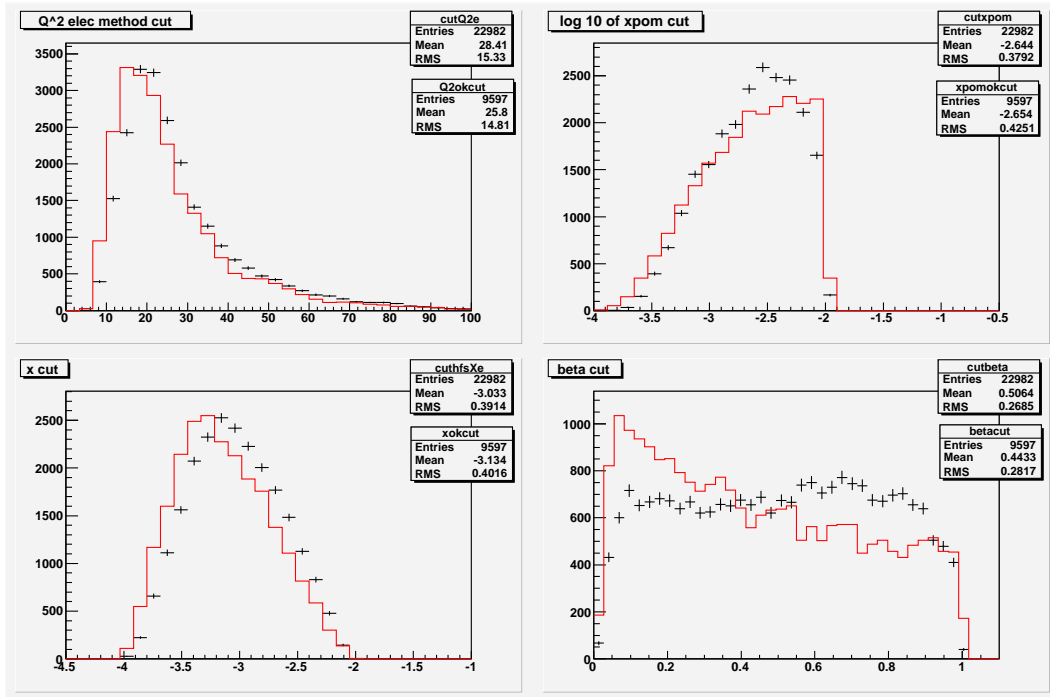 Q^2 elec method cut
cutQ2e
Entries 22982
Mean 28.41
RMS 15.33
Q2okcut
Entries 9597
Mean 25.8
RMS 14.81
3500
3000
2500
2000
1500
1000
500
0
0 10 20 30 40 50 60 70 80 90 100
log 10 of xpom cut
cutxpom
Entries 22982
Mean -2.644
RMS 0.3792
xpomokcut
Entries 9597
Mean -2.654
RMS 0.4251
2500
2000
1500
1000
500
0
-4 -3.5 -3 -2.5 -2 -1.5 -1 -0.5
x cut
cuthfsXe
Entries 22982
Mean -3.033
RMS 0.3914
xokcut
Entries 9597
Mean -3.134
RMS 0.4016
2500
2000
1500
1000
500
0
-4.5 -4 -3.5 -3 -2.5 -2 -1.5 -1
beta cut
cutbeta
Entries 22982
Mean 0.5064
RMS 0.2685
betacut
Entries 9597
Mean 0.4433
RMS 0.2817
1000
800
600
400
200
0
0 0.2 0.4 0.6 0.8 1